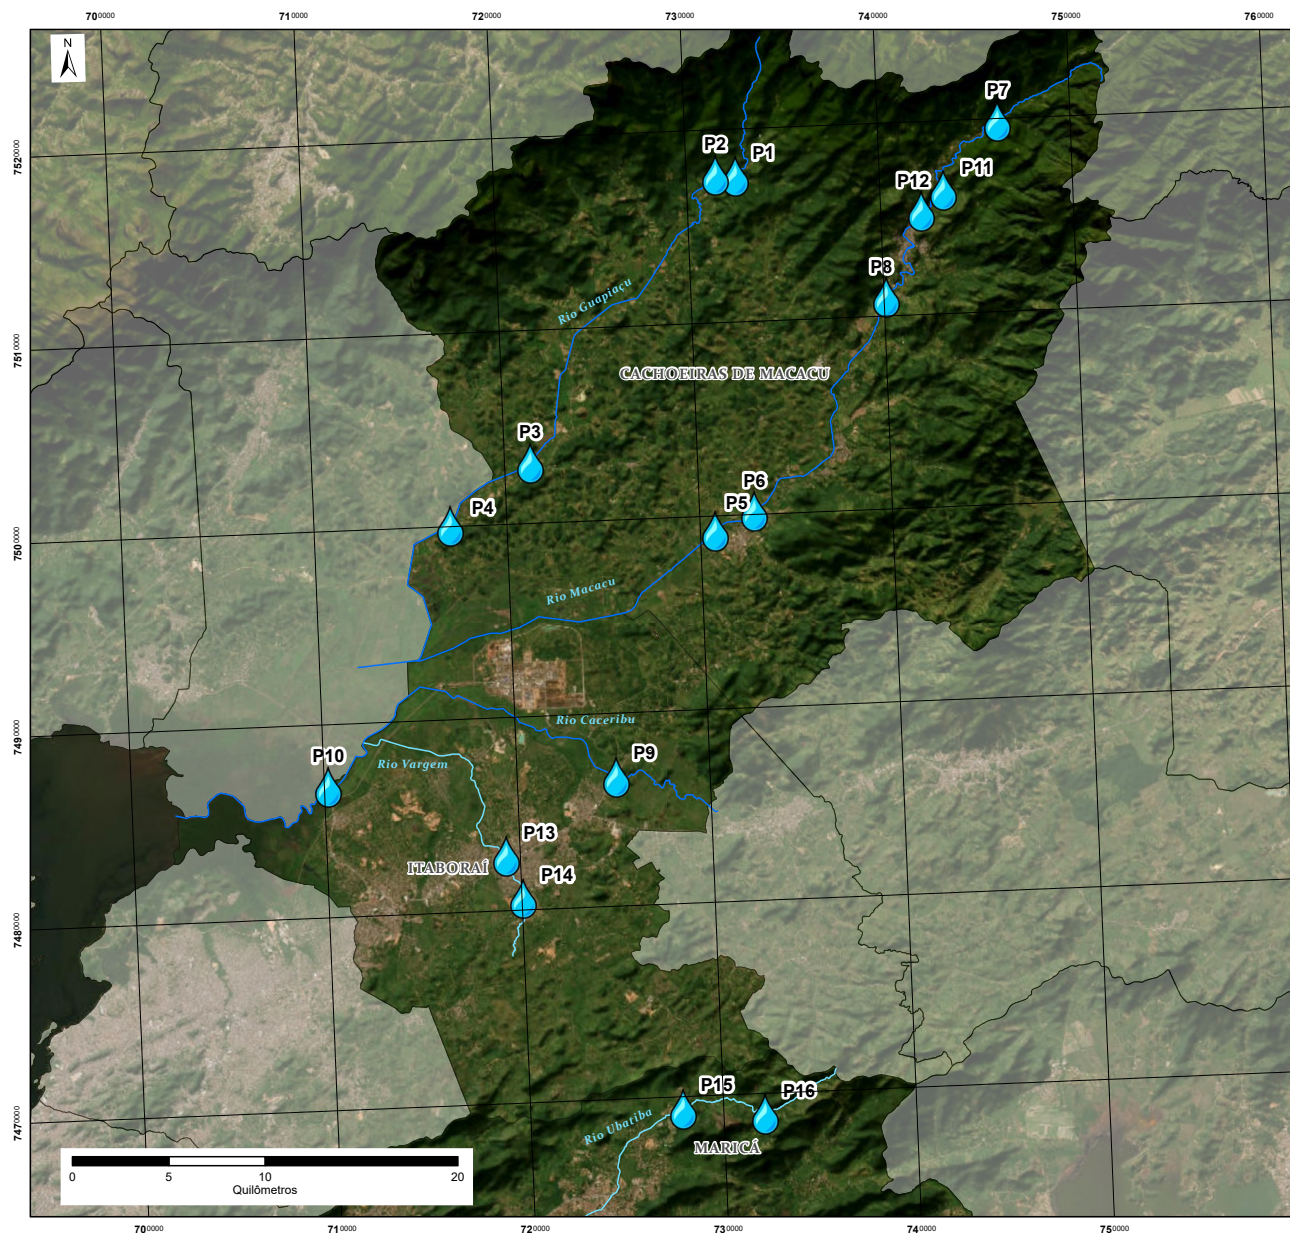 700000 710000 720000 730000 740000 750000 760000
N
P7
7520000
P2 P1
P11
P12
P8
Rio Guapiaçu
7510000
CACHOEIRAS DE MACACU
P3
P6
P4 P5
7500000
Rio Macacu
7490000
Rio Caceribu
P10 Rio Vargem P9
P13
ITABORAÍ
P14
7480000
P15 P16
7470000
Rio Ubatiba
MARICÁ
0 5 10 20
Quilômetros
700000 710000 720000 730000 740000 750000